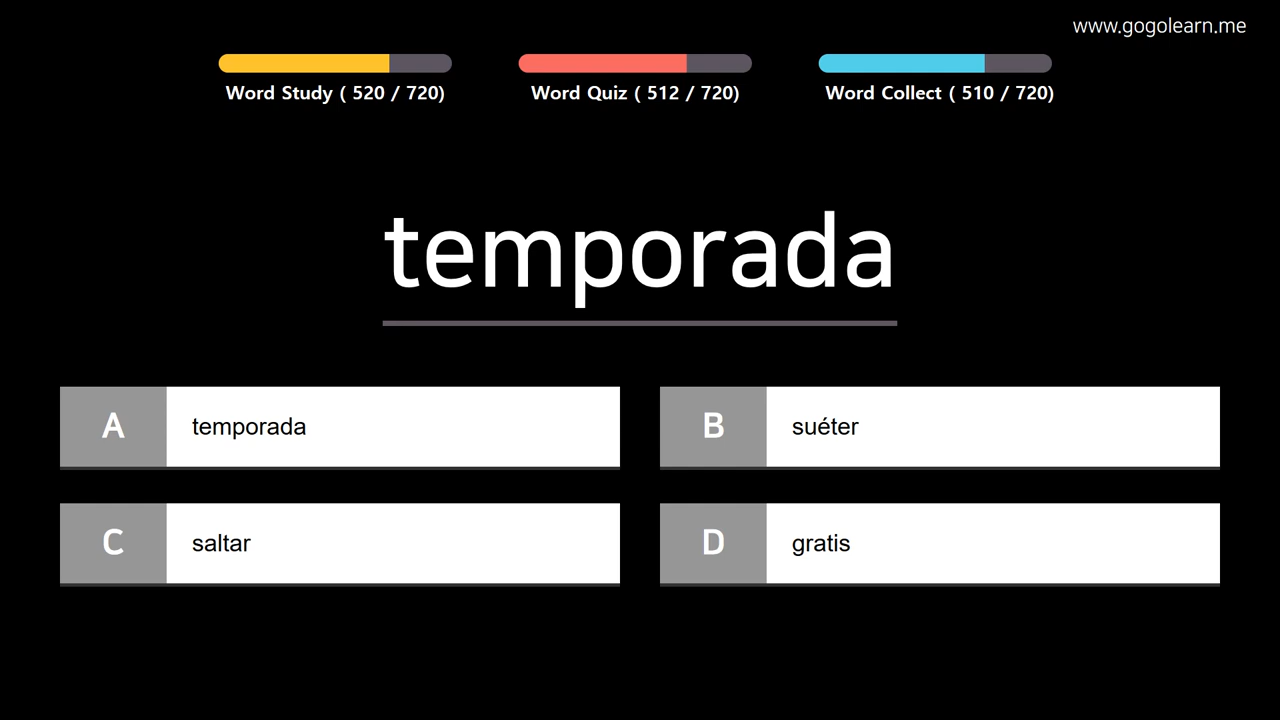 www.gogolearn.me
Word Study ( 520 / 720)
Word Quiz ( 512 / 720)
Word Collect ( 510 / 720)
temporada
A temporada
B suéter
C saltar
D gratis